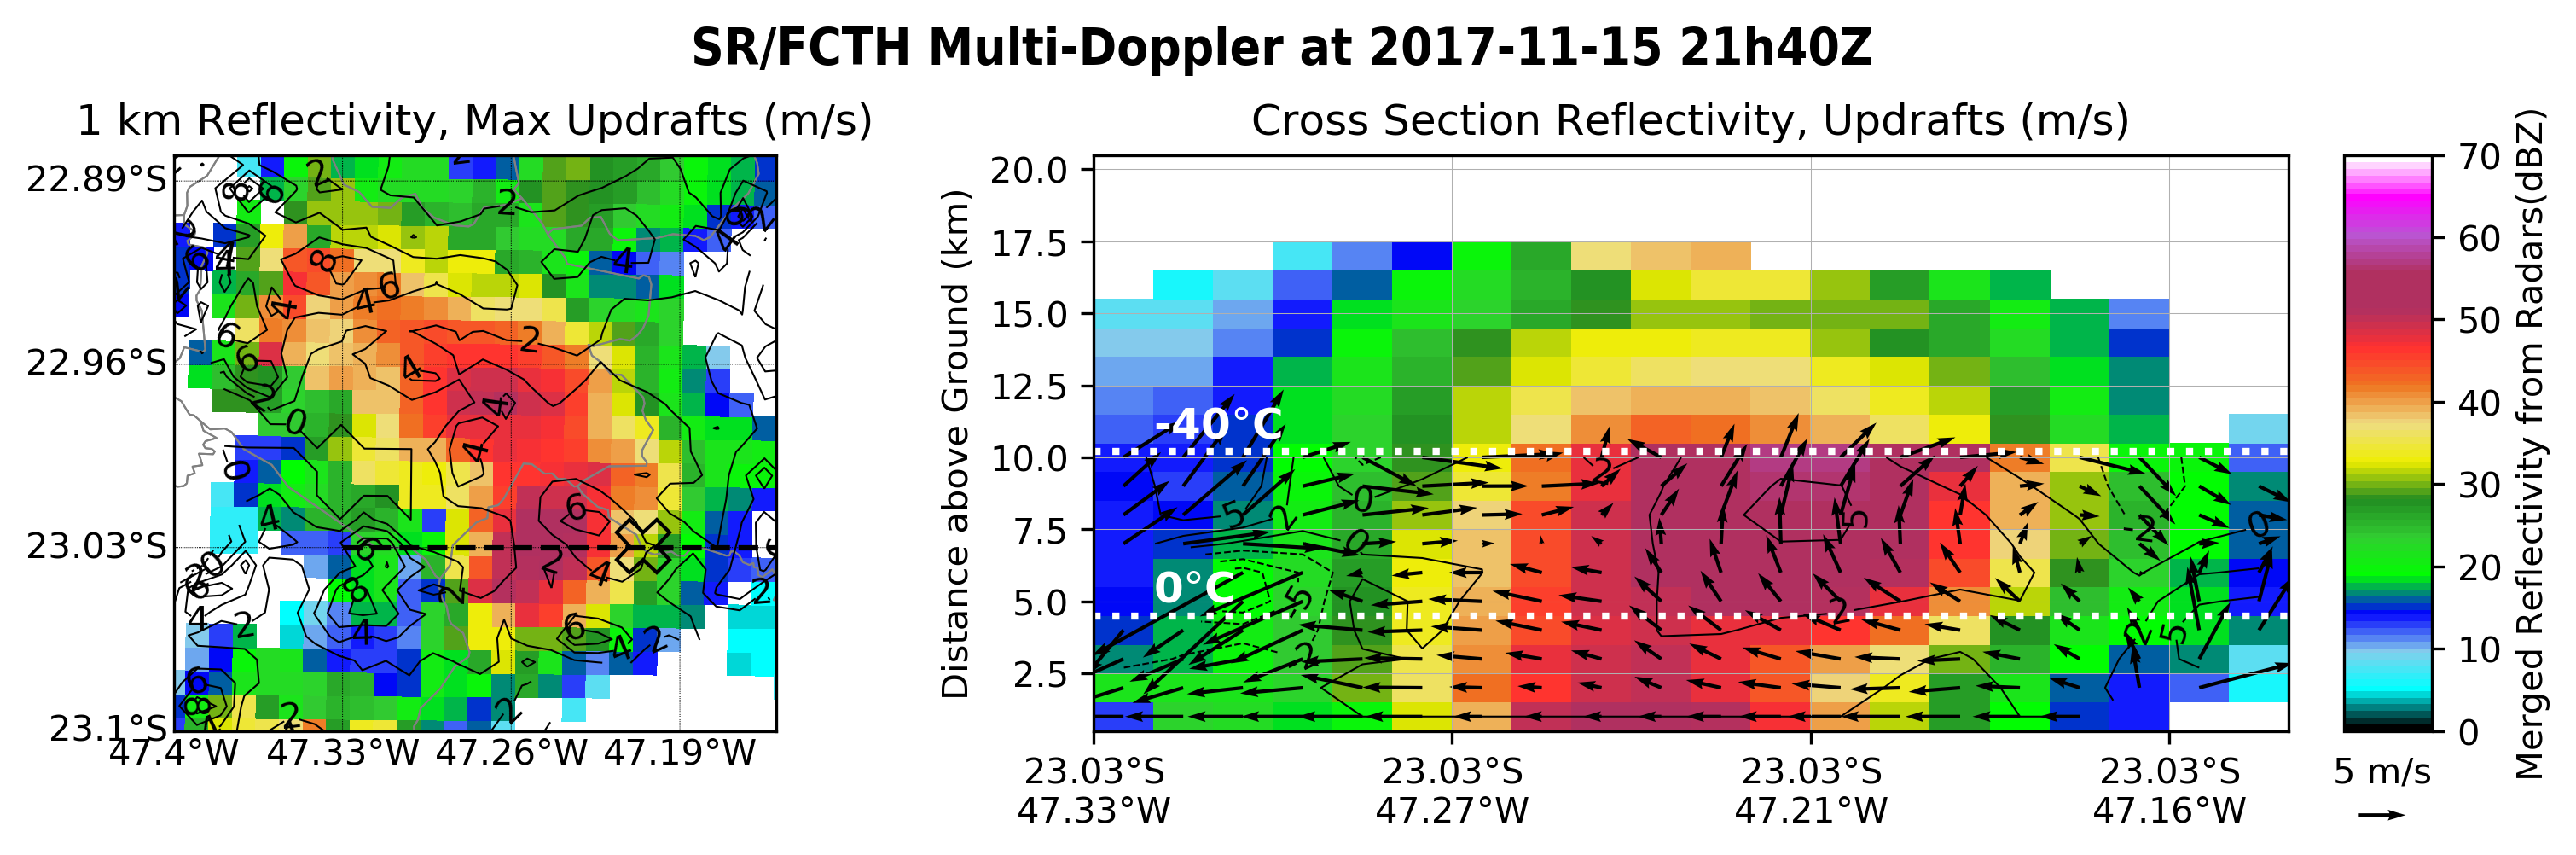 SR/FCTH Multi-Doppler at 2017-11-15 21h40Z
1 km Reflectivity, Max Updrafts (m/s)
22.89°S
22.96°S
23.03°S
23.1°S
47.4°W 47.33°W 47.26°W 47.19°W
Cross Section Reflectivity, Updrafts (m/s)
Distance above Ground (km)
20.0
17.5
15.0
12.5
10.0
7.5
5.0
2.5
-40°C
0°C
23.03°S 23.03°S 23.03°S 23.03°S
47.33°W 47.27°W 47.21°W 47.16°W
70
60
50
40
30
20
10
0
Merged Reflectivity from Radars(dBZ)
5 m/s